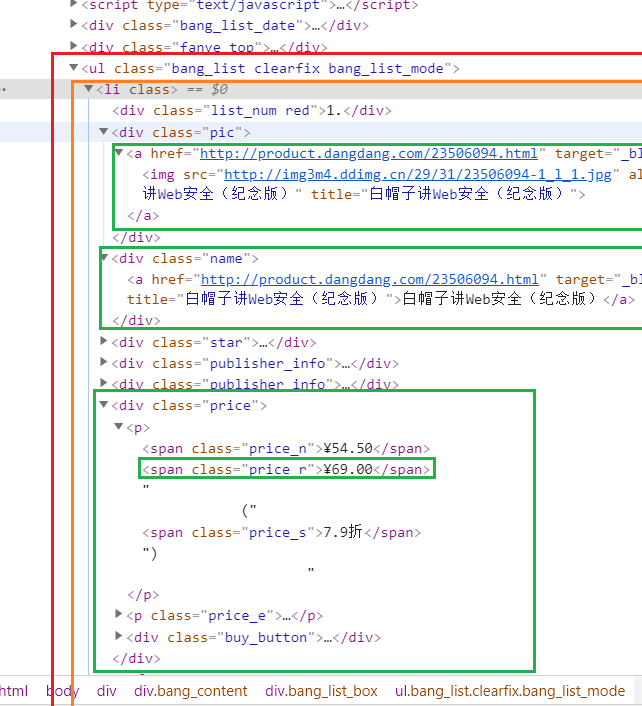 ▶<script type="text/javascript">…</script>
▶<div class="bang_list_date">…</div>
▶<div class="fanye_top">…</div>
▼<ul class="bang_list clearfix bang_list_mode">
▼<li class> == $0
<div class="list_num red">1.</div>
▼<div class="pic">
▼<a href="http://product.dangdang.com/23506094.html" target="_bl
<img src="http://img3m4.ddimg.cn/29/31/23506094-1_l_1.jpg" al
讲Web安全（纪念版）" title="白帽子讲Web安全（纪念版）">
</a>
</div>
▼<div class="name">
<a href="http://product.dangdang.com/23506094.html" target="_bl
title="白帽子讲Web安全（纪念版）">白帽子讲Web安全（纪念版）</a>
</div>
▶<div class="star">…</div>
▶<div class="publisher_info">…</div>
▶<div class="publisher_info">…</div>
▼<div class="price">
▼<p>
<span class="price_n">¥54.50</span>
<span class="price_r">¥69.00</span>
"
("
<span class="price_s">7.9折</span>
")
"
</p>
▶<p class="price_e">…</p>
▶<div class="buy_button">…</div>
</div>
html body div div.bang_content div.bang_list_box ul.bang_list.clearfix.bang_list_mode